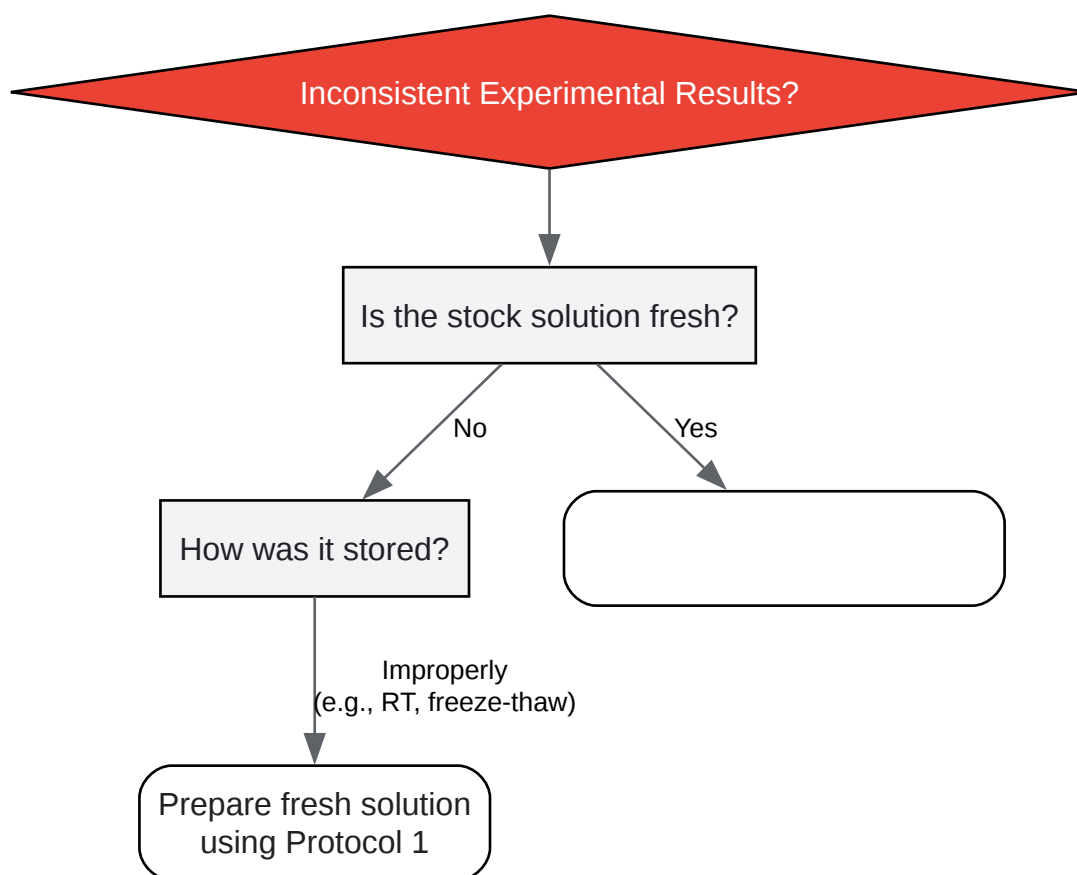 Inconsistent Experimental Results?
Is the stock solution fresh?
No
Yes
How was it stored?
Improperly
(e.g., RT, freeze-thaw)
Prepare fresh solution
using Protocol 1